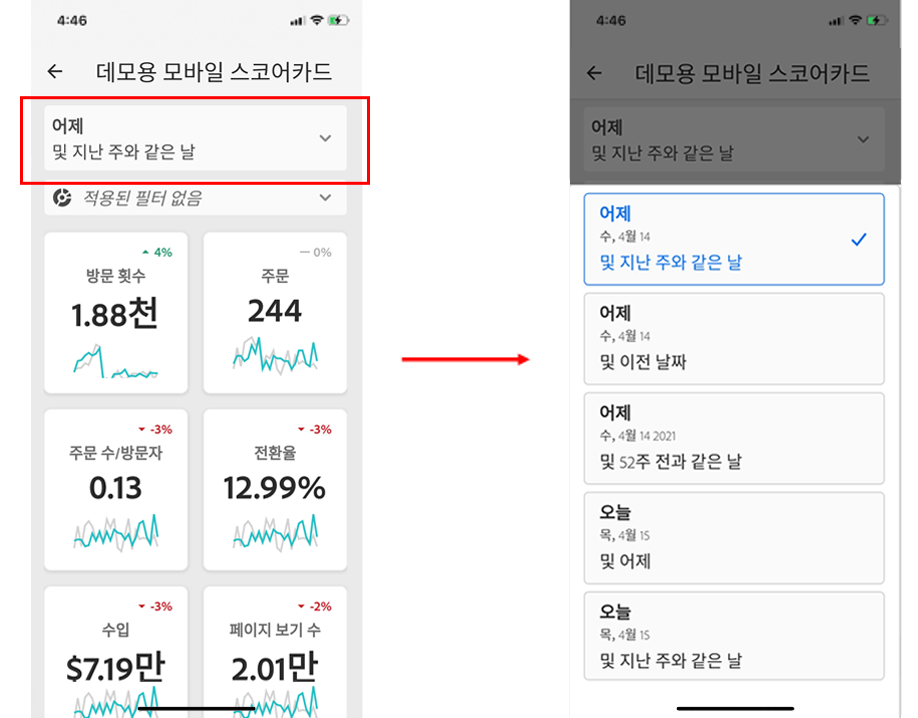 4:46
데모용 모바일 스코어카드
어제
및 지난 주와 같은 날
적용된 필터 없음
4%
방문 횟수
1.88천
0%
주문
244
-3%
주문 수/방문자
0.13
-3%
전환율
12.99%
-3%
수입
$7.19만
-2%
페이지 보기 수
2.01만
4:46
데모용 모바일 스코어카드
어제
및 지난 주와 같은 날
어제
수, 4월 14
및 지난 주와 같은 날
어제
수, 4월 14
및 이전 날짜
어제
수, 4월 14 2021
및 52주 전과 같은 날
오늘
목, 4월 15
및 어제
오늘
목, 4월 15
및 지난 주와 같은 날